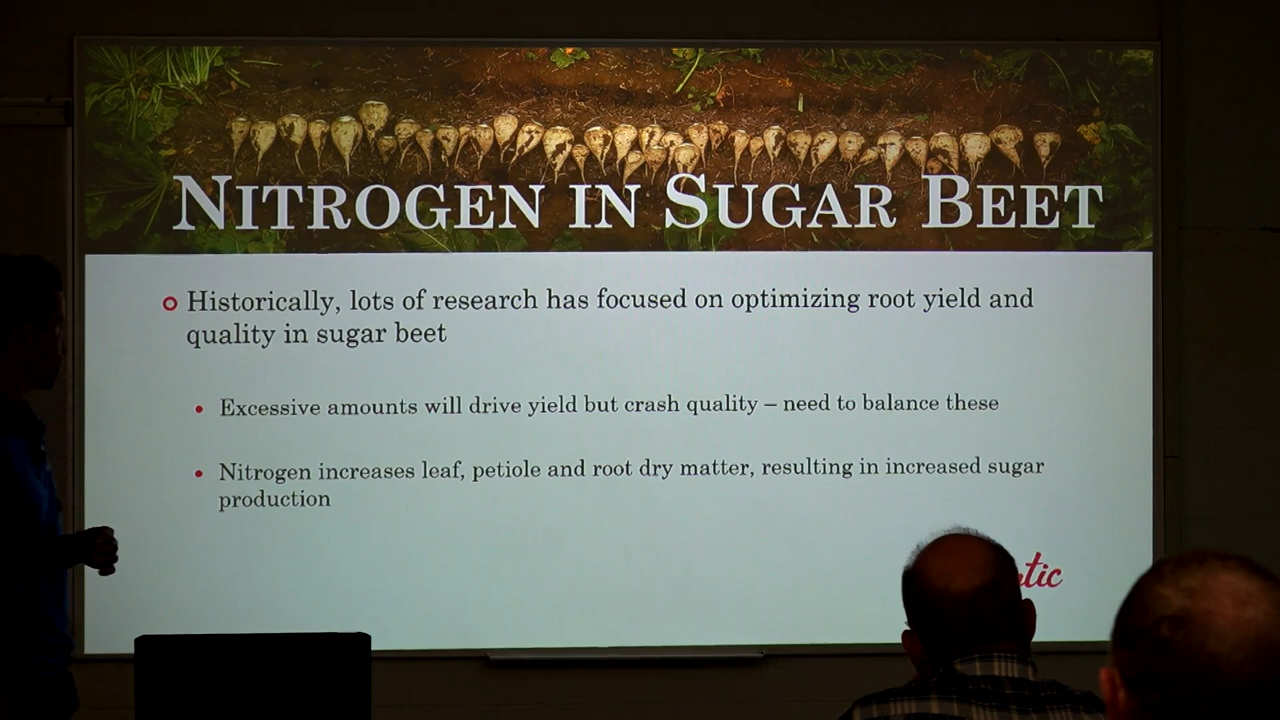 NITROGEN IN SUGAR BEET
Historically, lots of research has focused on optimizing root yield and
quality in sugar beet
Excessive amounts will drive yield but crash quality – need to balance these
Nitrogen increases leaf, petiole and root dry matter, resulting in increased sugar
production